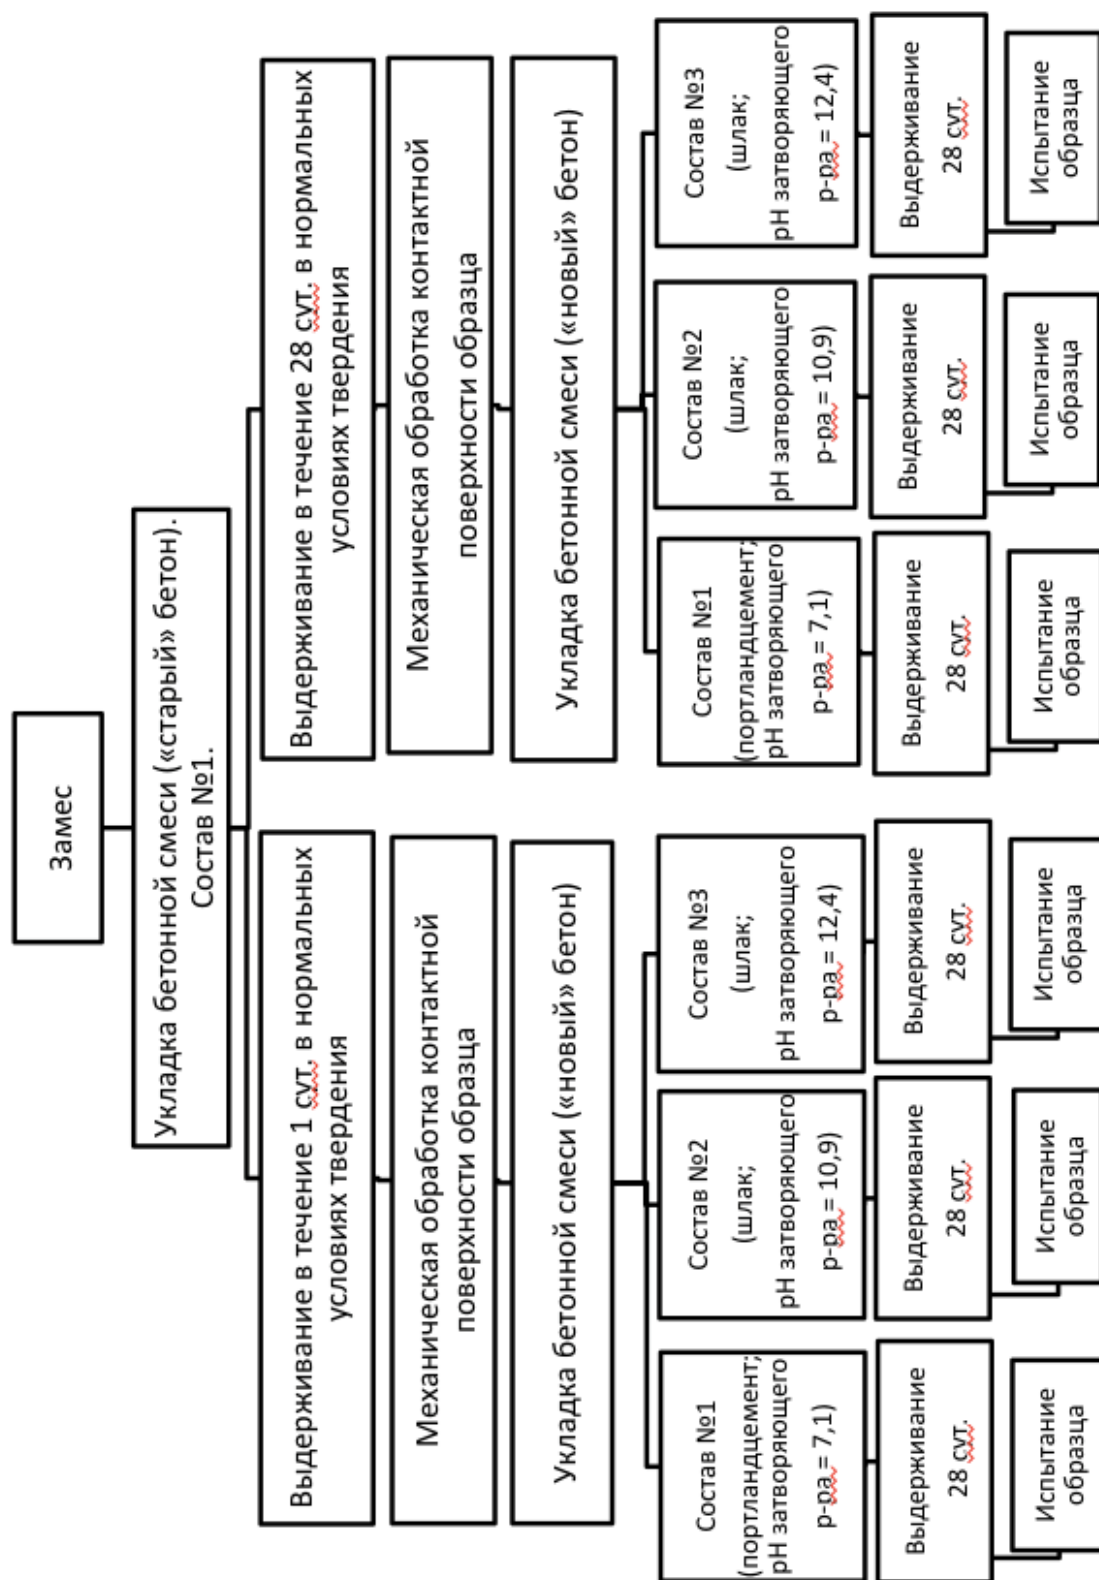 Замес
Укладка бетонной смеси («старый» бетон).
Состав №1.
Выдерживание в течение 1 сут. в нормальных
условиях твердения
Механическая обработка контактной
поверхности образца
Укладка бетонной смеси («новый» бетон)
Состав №1
(портландцемент;
pH затворяющего
р-ра = 7,1)
Выдерживание
28 сут.
Испытание
образца
Состав №2
(шлак;
pH затворяющего
р-ра = 10,9)
Выдерживание
28 сут.
Испытание
образца
Состав №3
(шлак;
pH затворяющего
р-ра = 12,4)
Выдерживание
28 сут.
Испытание
образца
Выдерживание в течение 28 сут. в нормальных
условиях твердения
Механическая обработка контактной
поверхности образца
Укладка бетонной смеси («новый» бетон)
Состав №1
(портландцемент;
pH затворяющего
р-ра = 7,1)
Выдерживание
28 сут.
Испытание
образца
Состав №2
(шлак;
pH затворяющего
р-ра = 10,9)
Выдерживание
28 сут.
Испытание
образца
Состав №3
(шлак;
pH затворяющего
р-ра = 12,4)
Выдерживание
28 сут.
Испытание
образца